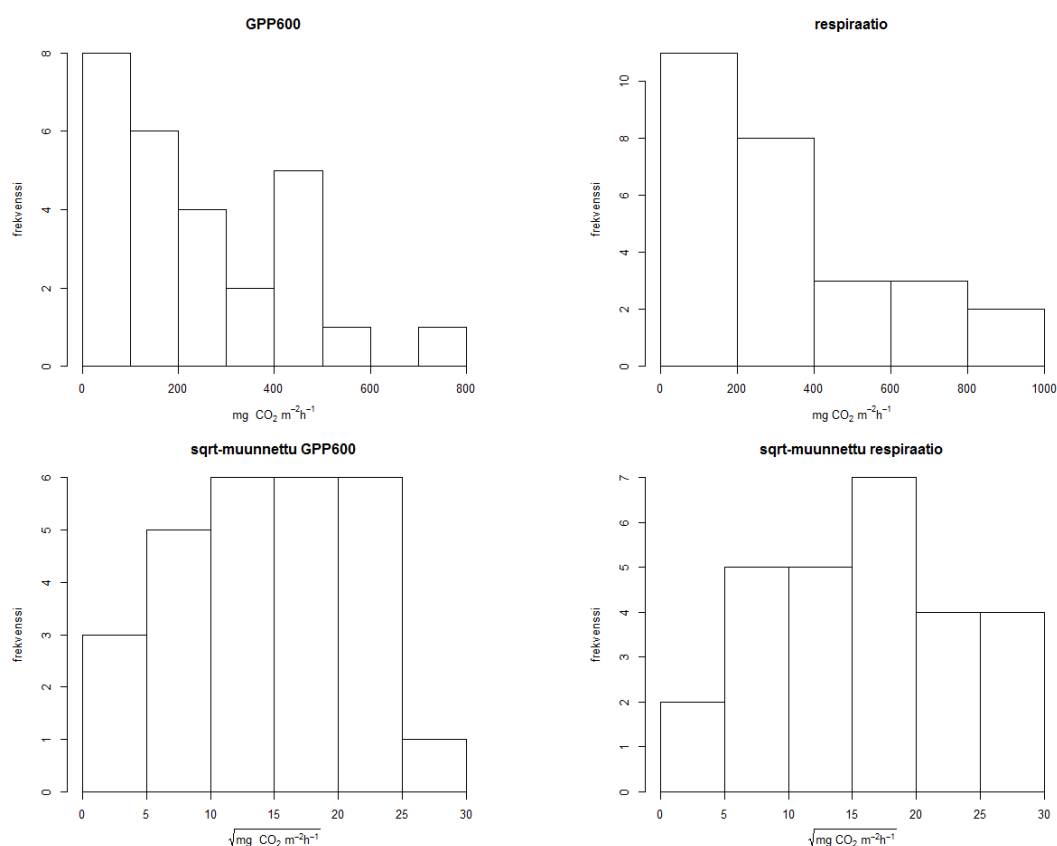 GPP600
frekvenssi
0 2 4 6 8
0 200 400 600 800
mg CO₂ m⁻²h⁻¹
respiraatio
frekvenssi
0 2 4 6 8 10
0 200 400 600 800 1000
mg CO₂ m⁻²h⁻¹
sqrt-muunnettu GPP600
frekvenssi
0 1 2 3 4 5 6
0 5 10 15 20 25 30
√mg CO₂ m⁻²h⁻¹
sqrt-muunnettu respiraatio
frekvenssi
0 1 2 3 4 5 6 7
0 5 10 15 20 25 30
√mg CO₂ m⁻²h⁻¹